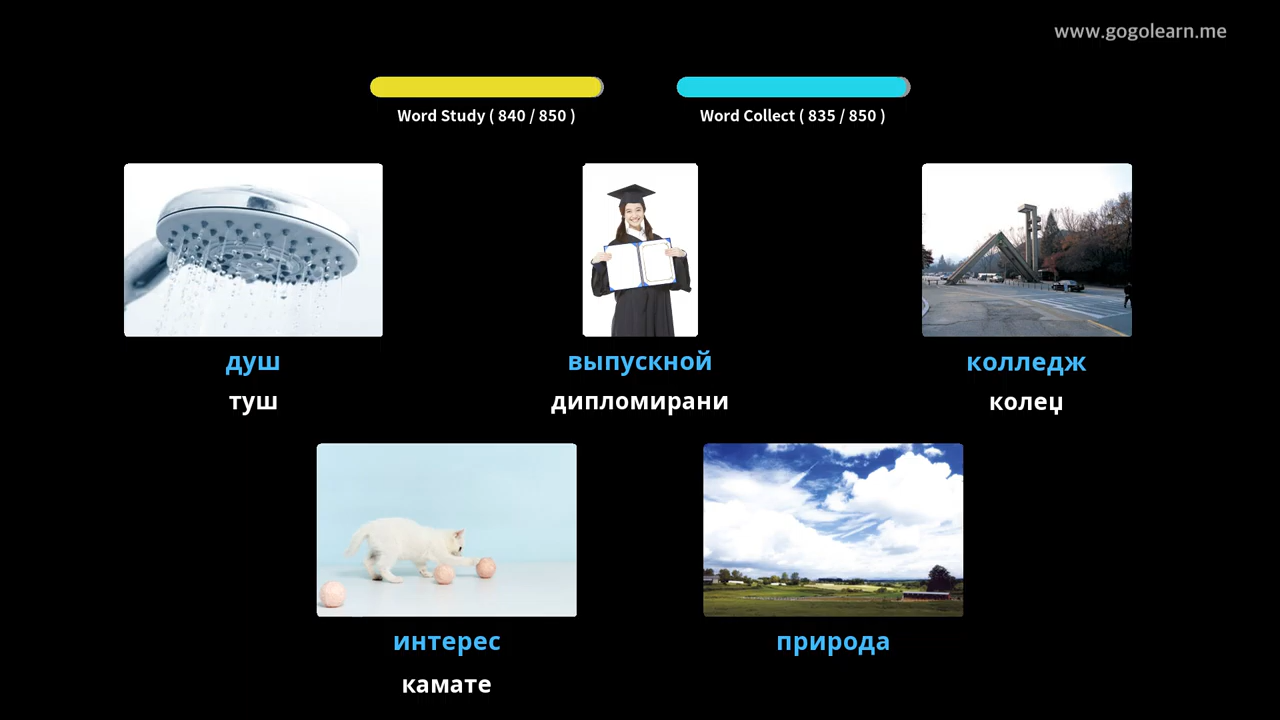 www.gogolearn.me
Word Study ( 840 / 850 )
Word Collect ( 835 / 850 )
душ
выпускной
колледж
туш
дипломирани
колеџ
интерес
природа
камате